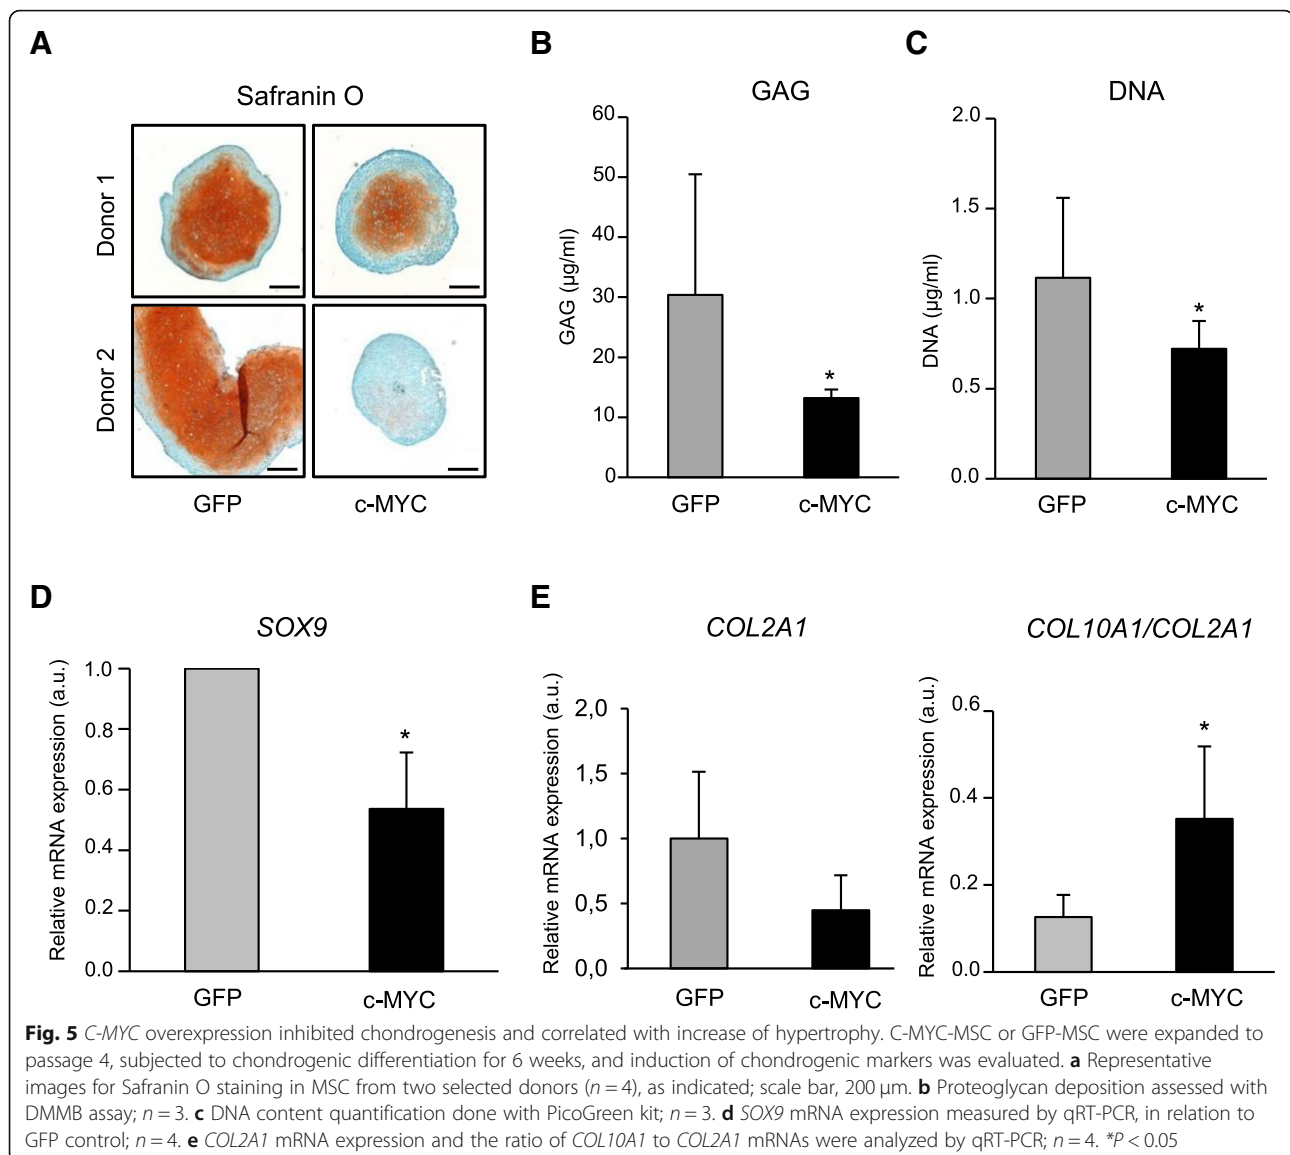 A
B
C
Safranin O
GAG
DNA
Donor 1
Donor 2
GFP
c-MYC
GAG (µg/ml)
60
50
40
30
20
10
0
*
GFP
c-MYC
DNA (µg/ml)
2.0
1.5
1.0
0.5
0.0
*
GFP
c-MYC
D
E
SOX9
COL2A1
COL10A1/COL2A1
Relative mRNA expression (a.u.)
1.0
0.8
0.6
0.4
0.2
0.0
*
GFP
c-MYC
Relative mRNA expression (a.u.)
2,0
1,5
1,0
0,5
0,0
GFP
c-MYC
Relative mRNA expression (a.u.)
0.6
0.4
0.2
0.0
*
GFP
c-MYC
Fig. 5 C-MYC overexpression inhibited chondrogenesis and correlated with increase of hypertrophy. C-MYC-MSC or GFP-MSC were expanded to
passage 4, subjected to chondrogenic differentiation for 6 weeks, and induction of chondrogenic markers was evaluated. a Representative
images for Safranin O staining in MSC from two selected donors (n = 4), as indicated; scale bar, 200 µm. b Proteoglycan deposition assessed with
DMMB assay; n = 3. c DNA content quantification done with PicoGreen kit; n = 3. d SOX9 mRNA expression measured by qRT-PCR, in relation to
GFP control; n = 4. e COL2A1 mRNA expression and the ratio of COL10A1 to COL2A1 mRNAs were analyzed by qRT-PCR; n = 4. *P < 0.05